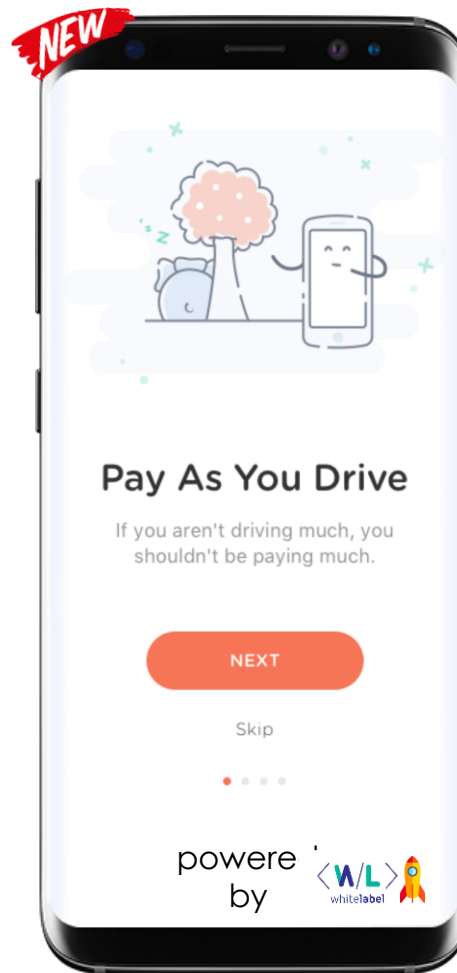 NEW
z z Z
Pay As You Drive
If you aren't driving much, you
shouldn't be paying much.
NEXT
Skip
by
<W/L>
whitelabel